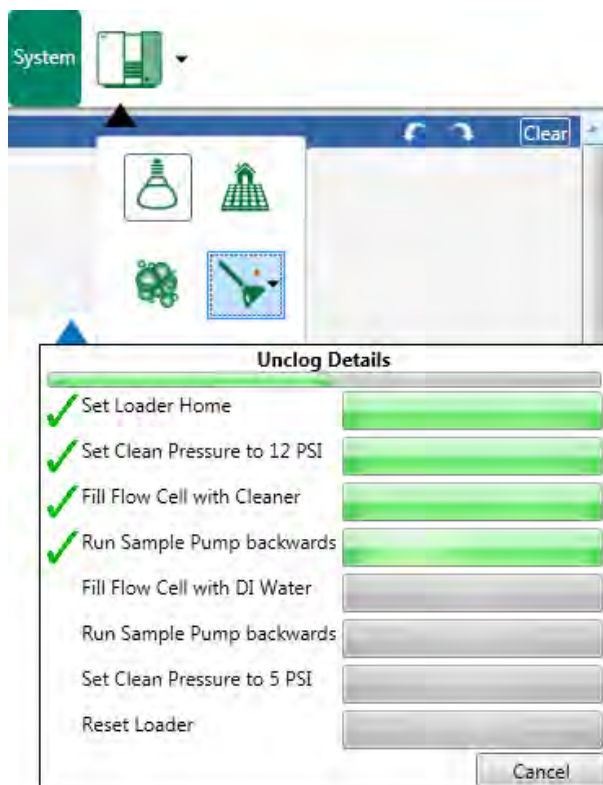 System
Clear
Unclog Details
Set Loader Home
Set Clean Pressure to 12 PSI
Fill Flow Cell with Cleaner
Run Sample Pump backwards
Fill Flow Cell with DI Water
Run Sample Pump backwards
Set Clean Pressure to 5 PSI
Reset Loader
Cancel